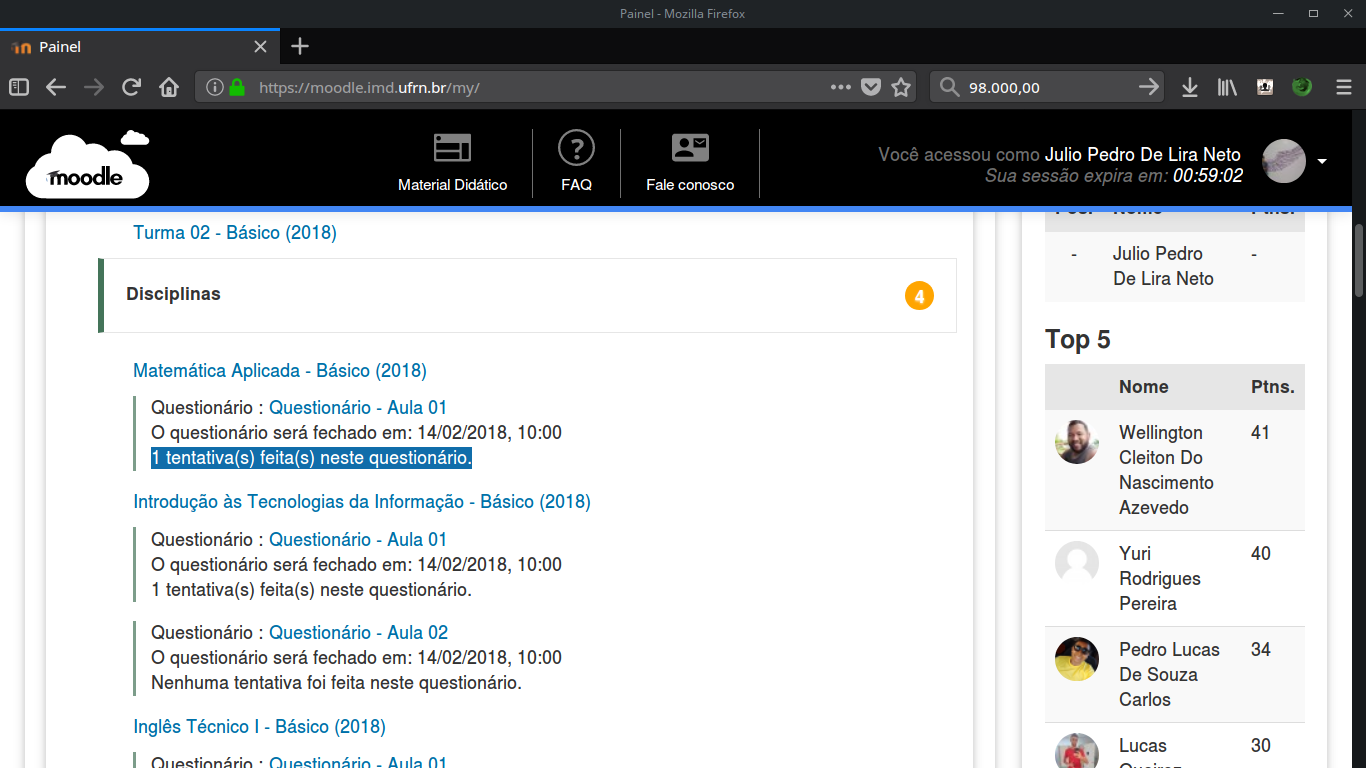 Painel - Mozilla Firefox
Painel
https://moodle.imd.ufrn.br/my/
98.000,00
moodle
Material Didático
FAQ
Fale conosco
Você acessou como Julio Pedro De Lira Neto
Sua sessão expira em: 00:59:02
Turma 02 - Básico (2018)
Disciplinas
4
Matemática Aplicada - Básico (2018)
Questionário : Questionário - Aula 01
O questionário será fechado em: 14/02/2018, 10:00
1 tentativa(s) feita(s) neste questionário.
Introdução às Tecnologias da Informação - Básico (2018)
Questionário : Questionário - Aula 01
O questionário será fechado em: 14/02/2018, 10:00
1 tentativa(s) feita(s) neste questionário.
Questionário : Questionário - Aula 02
O questionário será fechado em: 14/02/2018, 10:00
Nenhuma tentativa foi feita neste questionário.
Inglês Técnico I - Básico (2018)
Questionário : Questionário - Aula 01
Nome Ptns.
- Julio Pedro -
De Lira Neto
Top 5
Nome Ptns.
Wellington 41
Cleiton Do
Nascimento
Azevedo
Yuri 40
Rodrigues
Pereira
Pedro Lucas 34
De Souza
Carlos
Lucas 30